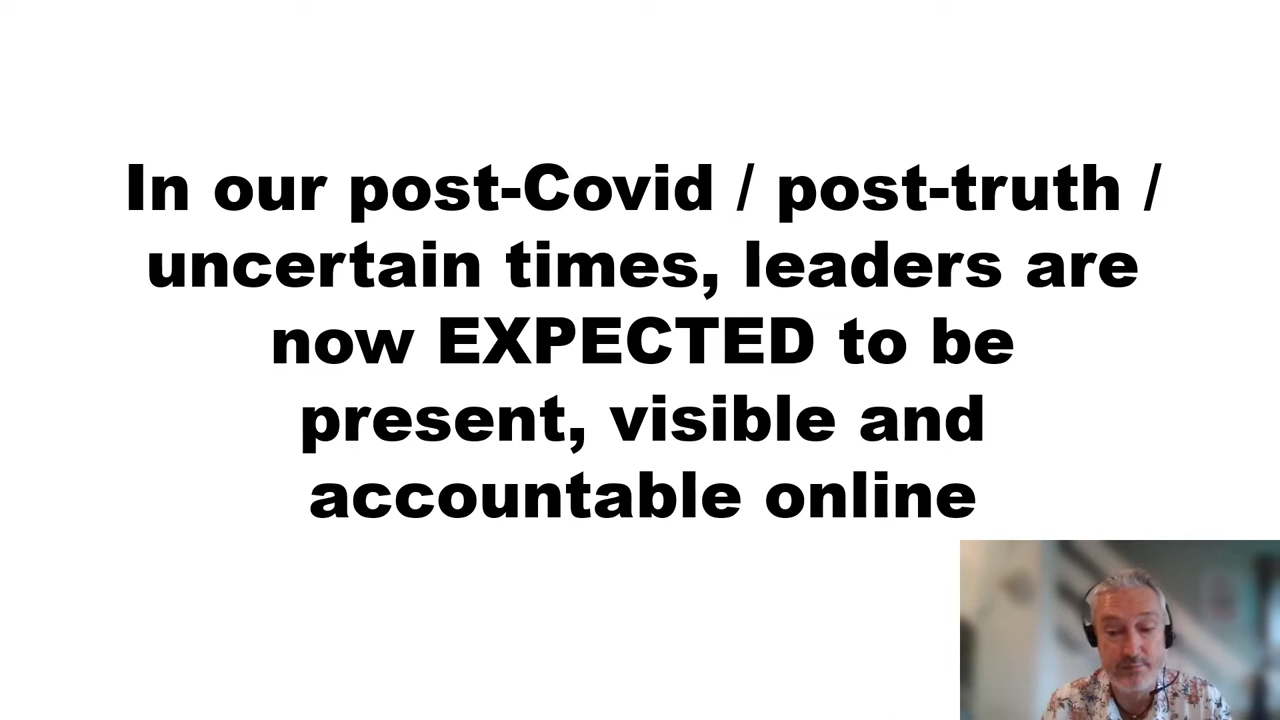 In our post-Covid / post-truth /
uncertain times, leaders are
now EXPECTED to be
present, visible and
accountable online